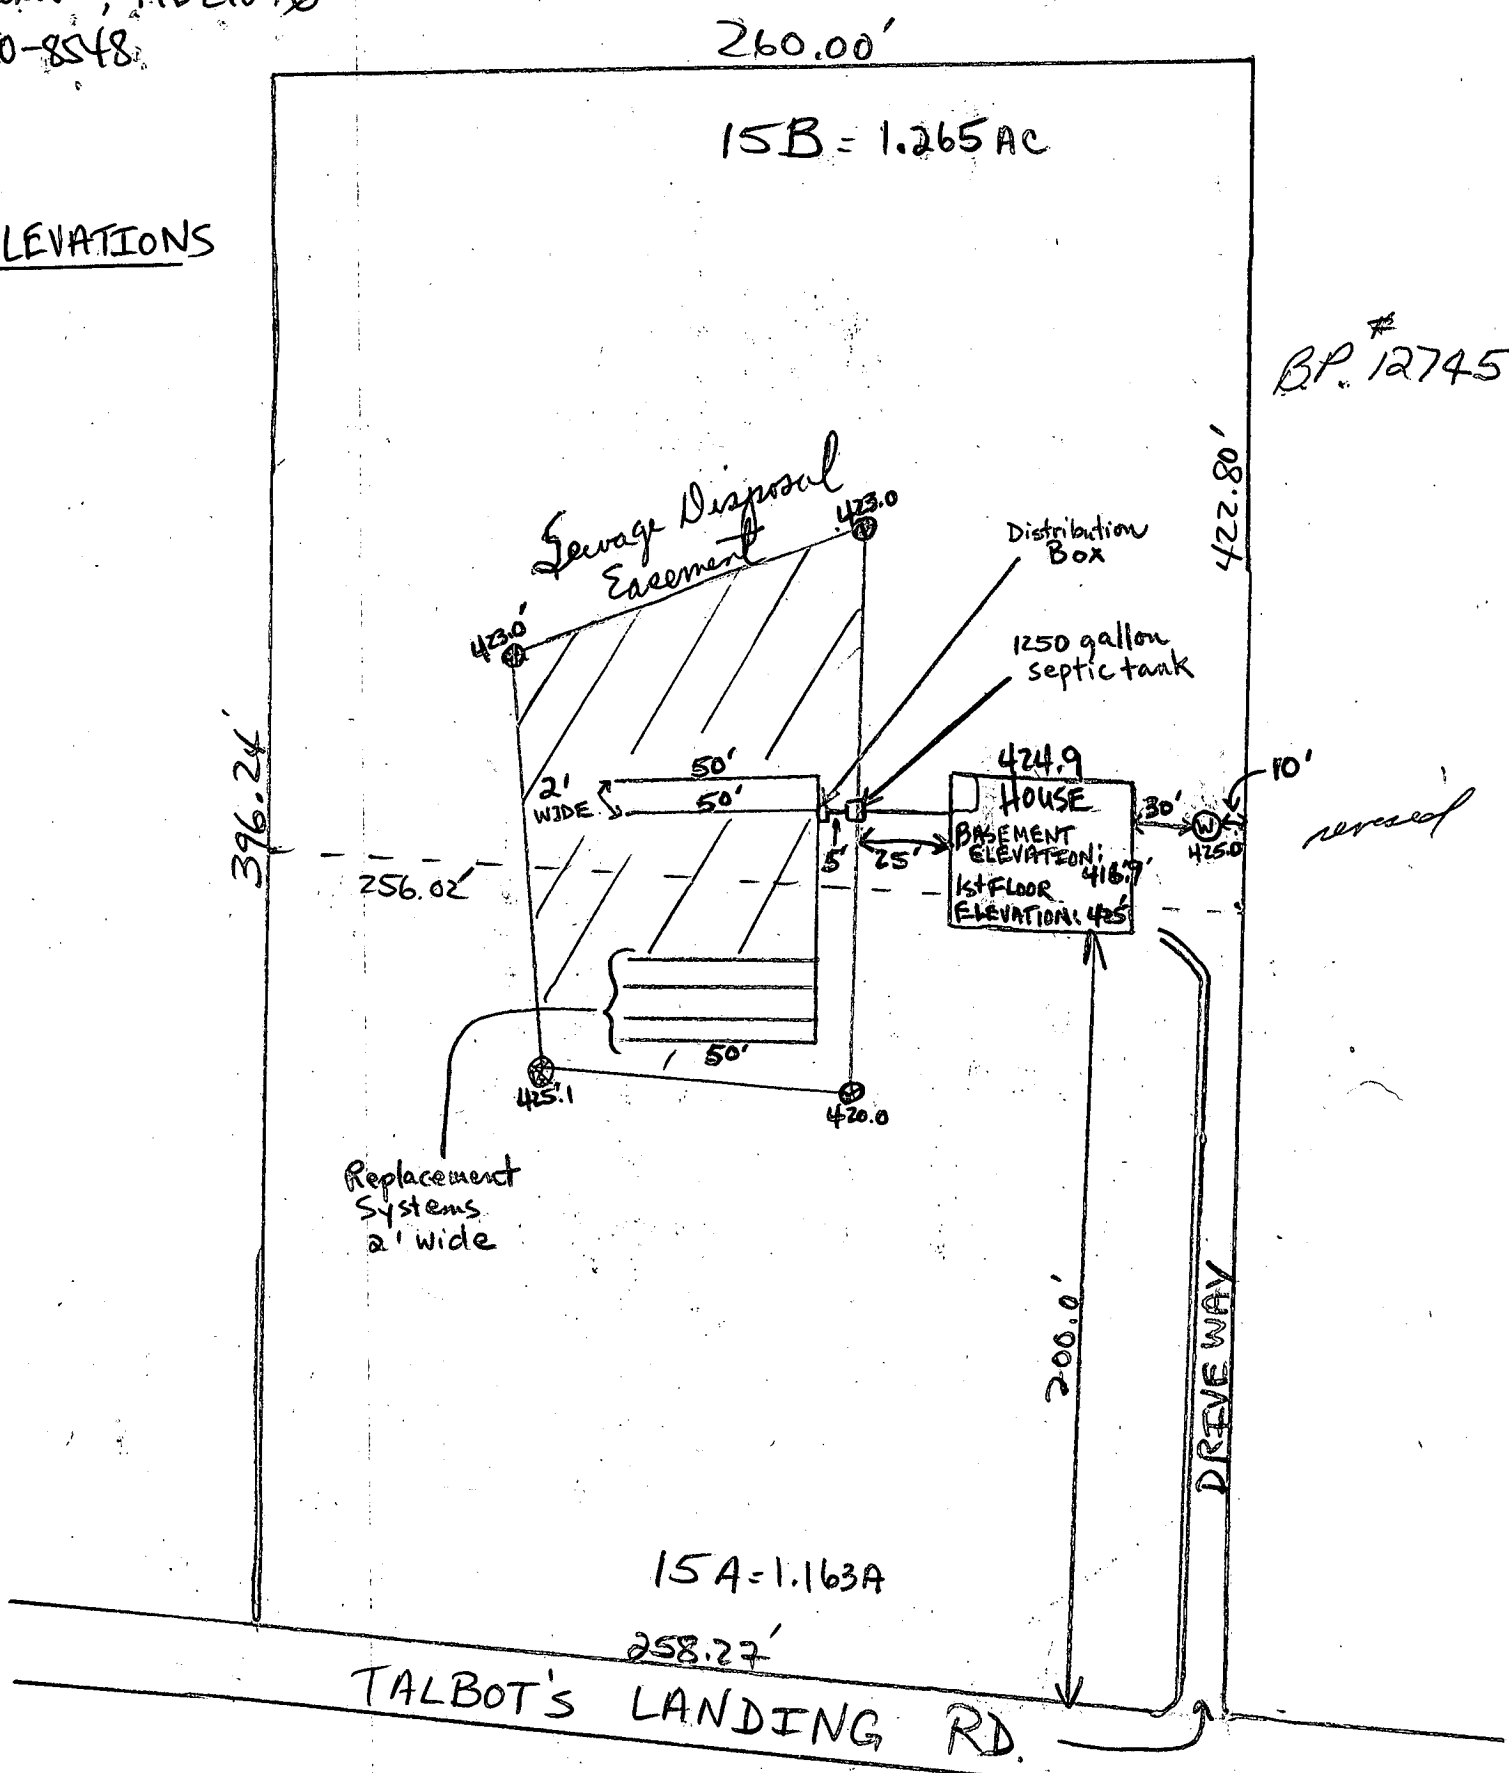 0-8548
260.00'
15B = 1.265 AC
LEVATIONS
#
B.P. 12745
422.80'
Sewage Disposal
Easement
423.0
423.0'
Distribution
Box
1250 gallon
septic tank
396.24'
50'
50'
2'
WIDE
5'
25'
424.9
HOUSE
BASEMENT
ELEVATION:
1st FLOOR
ELEVATION: 425'
30'
W
425.0
10'
revised
256.02'
50'
425.1
420.0
Replacement
Systems
2' wide
200.0'
DRIVEWAY
15A = 1.163A
258.27'
TALBOT'S LANDING RD.